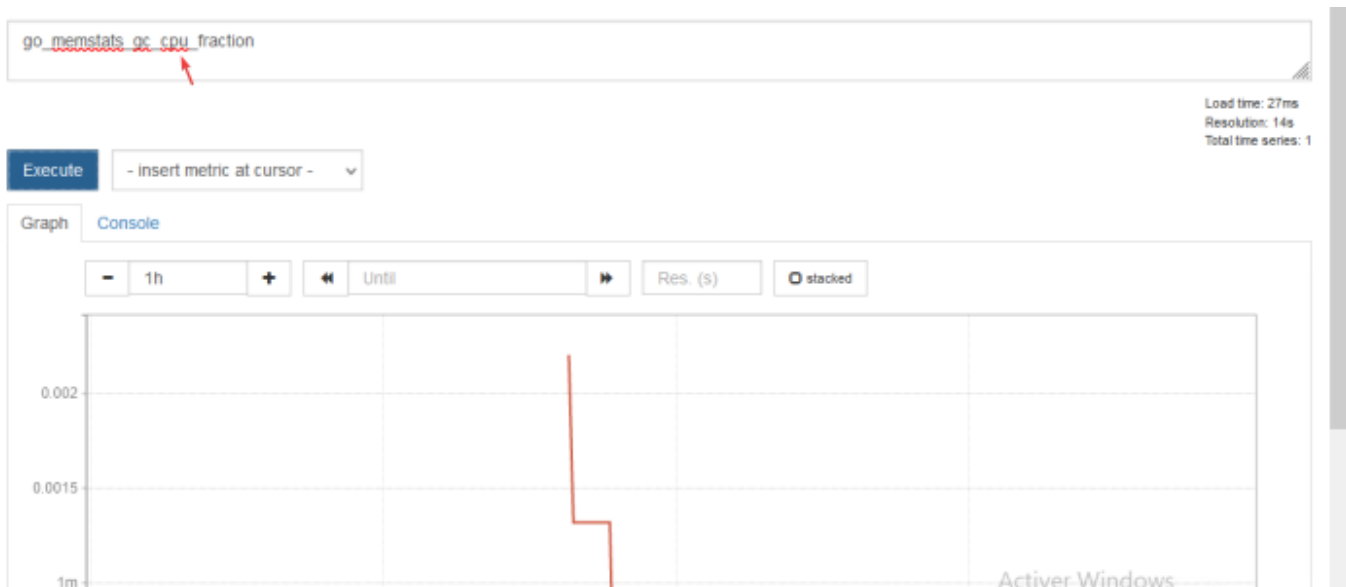 go_memstats_gc_cpu_fraction
Load time: 27ms
Resolution: 14s
Total time series: 1
Execute
- insert metric at cursor -
Graph
Console
1h
Until
Res. (s)
stacked
0.002
0.0015
1m
Activer Windows